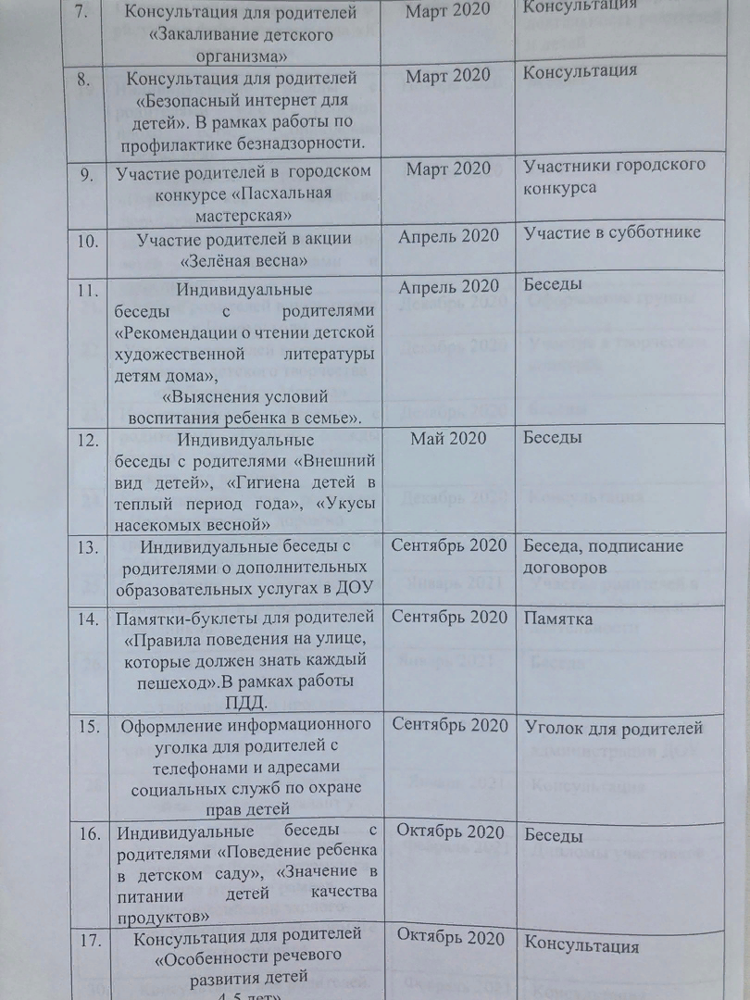 7.
Консультация для родителей
«Закаливание детского
организма»
Март 2020
Консультация
8.
Консультация для родителей
«Безопасный интернет для
детей». В рамках работы по
профилактике безнадзорности.
Март 2020
Консультация
9.
Участие родителей в городском
конкурсе «Пасхальная
мастерская»
Март 2020
Участники городского
конкурса
10.
Участие родителей в акции
«Зелёная весна»
Апрель 2020
Участие в субботнике
11.
Индивидуальные
беседы с родителями
«Рекомендации о чтении детской
художественной литературы
детям дома»,
«Выяснения условий
воспитания ребенка в семье».
Апрель 2020
Беседы
12.
Индивидуальные
беседы с родителями «Внешний
вид детей», «Гигиена детей в
теплый период года», «Укусы
насекомых весной»
Май 2020
Беседы
13.
Индивидуальные беседы с
родителями о дополнительных
образовательных услугах в ДОУ
Сентябрь 2020
Беседа, подписание
договоров
14.
Памятки-буклеты для родителей
«Правила поведения на улице,
которые должен знать каждый
пешеход».В рамках работы
ПДД.
Сентябрь 2020
Памятка
15.
Оформление информационного
уголка для родителей с
телефонами и адресами
социальных служб по охране
прав детей
Сентябрь 2020
Уголок для родителей
16.
Индивидуальные беседы с
родителями «Поведение ребенка
в детском саду», «Значение в
питании детей качества
продуктов»
Октябрь 2020
Беседы
17.
Консультация для родителей
«Особенности речевого
развития детей
4-5 лет»
Октябрь 2020
Консультация